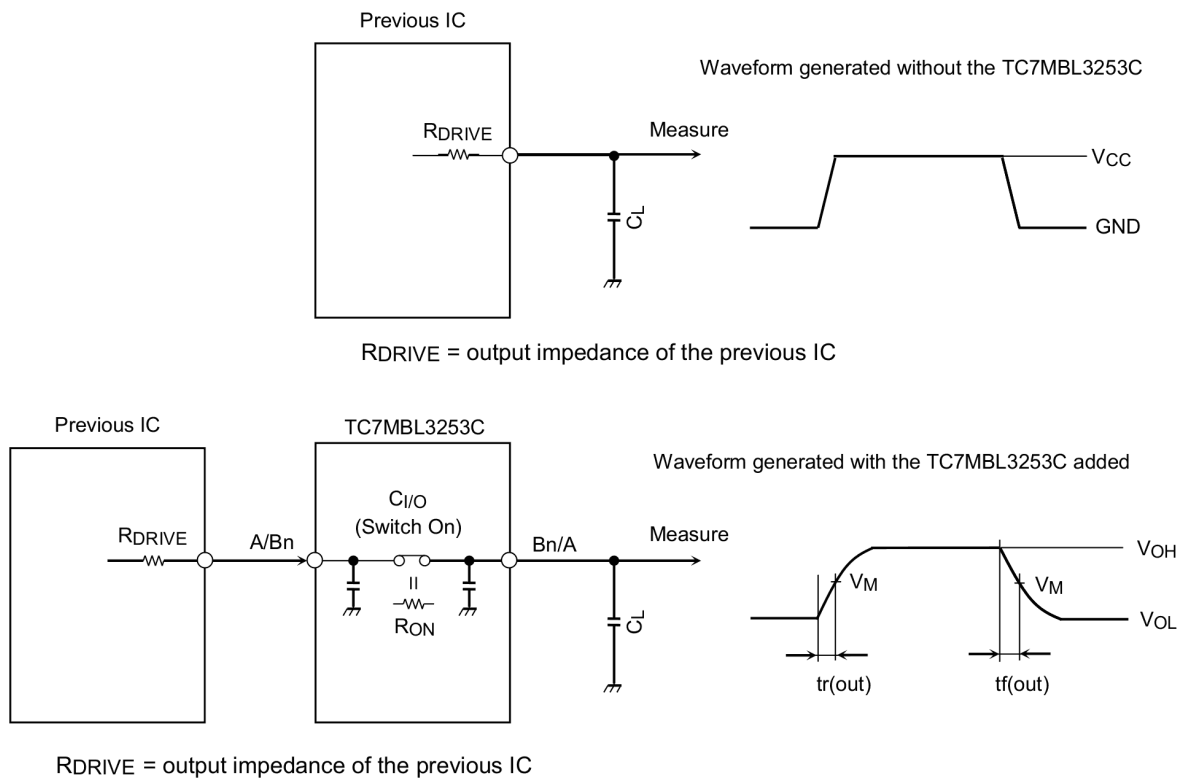 Previous IC
Waveform generated without the TC7MBL3253C
RDRIVE
Measure
VCC
CL
GND
RDRIVE = output impedance of the previous IC
Previous IC
TC7MBL3253C
Waveform generated with the TC7MBL3253C added
CI/O
(Switch On)
RDRIVE
A/Bn
Bn/A
Measure
VOH
VM
VM
=
RON
CL
VOL
tr(out)
tf(out)
RDRIVE = output impedance of the previous IC